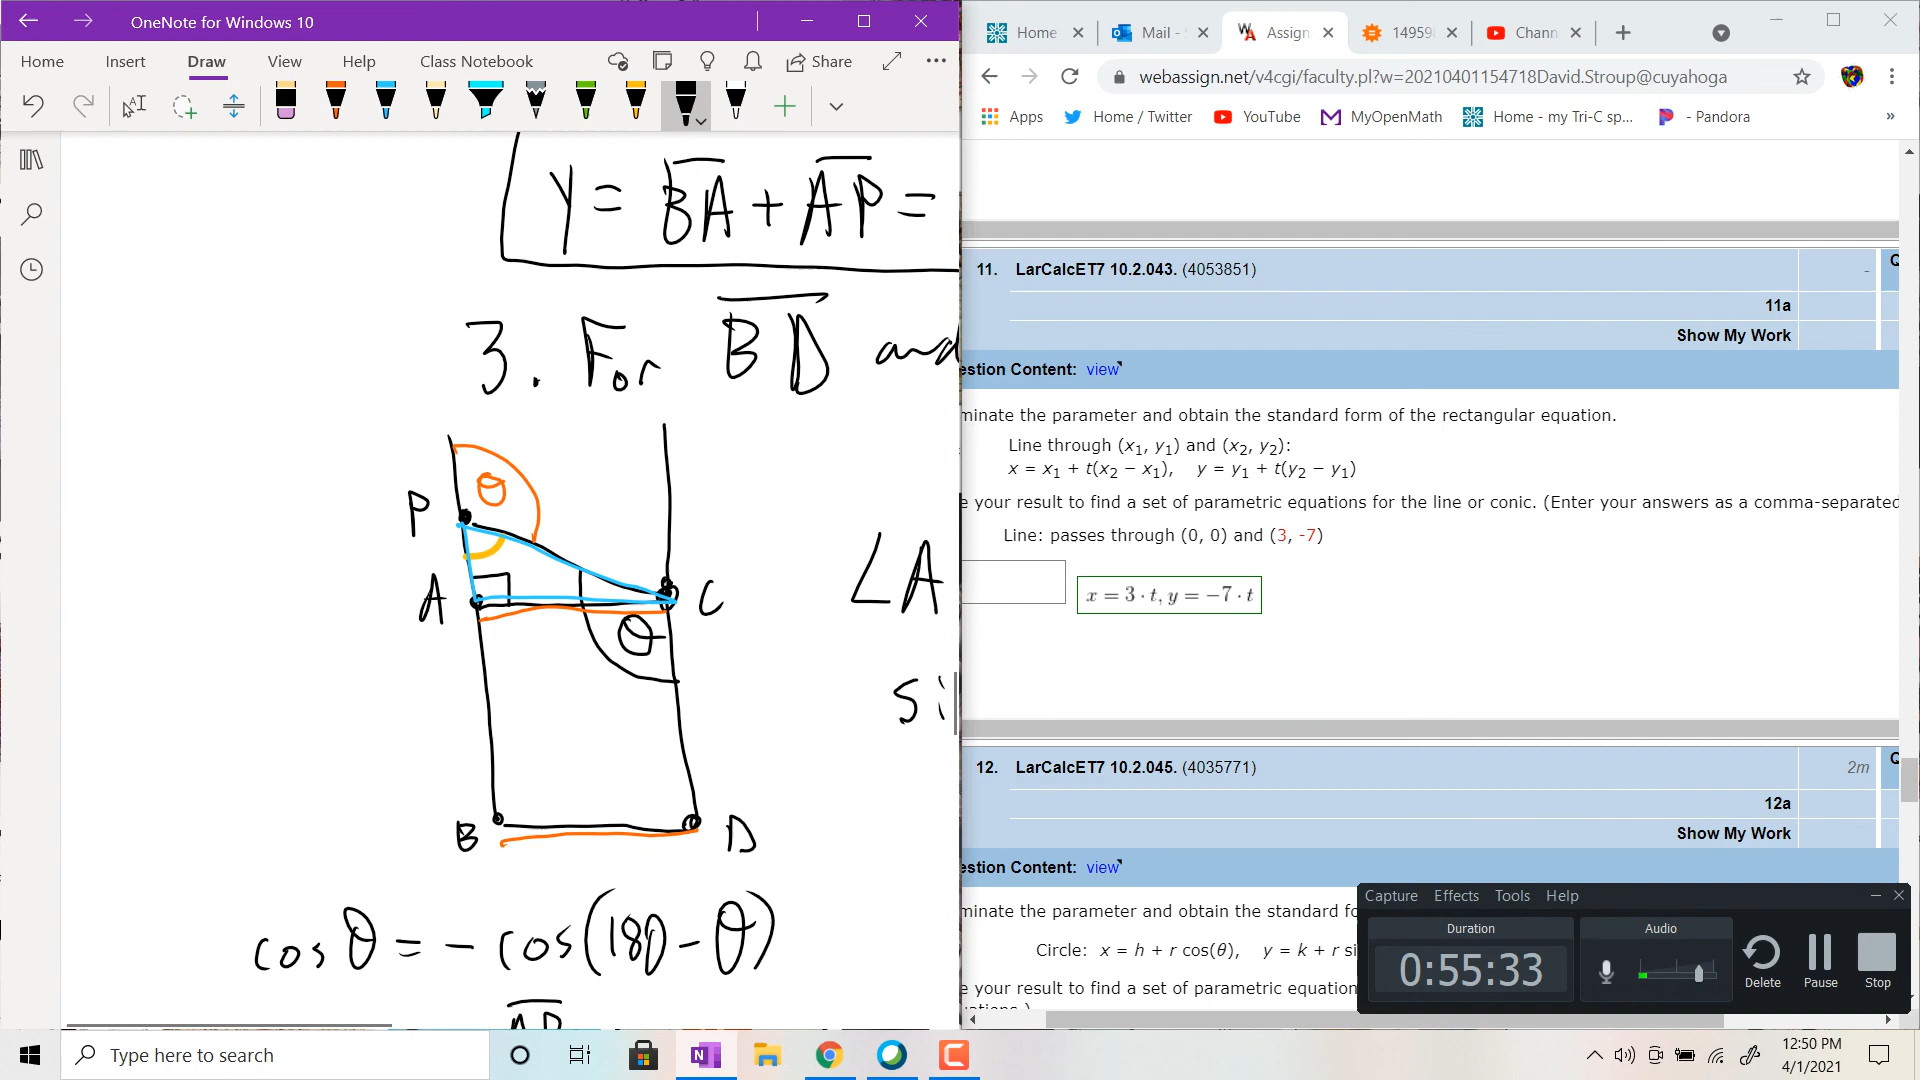 OneNote for Windows 10
Home Insert Draw View Help Class Notebook Share
Y = BA + AP =
3. For BD and
P
θ
A
C
θ
∠A
si
B
D
cos θ = - cos(180 - θ)
AP
Home
Mail -
Assign
1495
Chann
webassign.net/v4cgi/faculty.pl?w=20210401154718David.Stroup@cuyahoga
Apps Home / Twitter YouTube MyOpenMath Home - my Tri-C sp... - Pandora »
11. LarCalcET7 10.2.043. (4053851) - Q
11a
Show My Work
estion Content: view
minate the parameter and obtain the standard form of the rectangular equation.
Line through (x₁, y₁) and (x₂, y₂):
x = x₁ + t(x₂ − x₁), y = y₁ + t(y₂ − y₁)
e your result to find a set of parametric equations for the line or conic. (Enter your answers as a comma-separated
Line: passes through (0, 0) and (3, -7)
x = 3 · t, y = −7 · t
12. LarCalcET7 10.2.045. (4035771) 2m Q
12a
Show My Work
estion Content: view
minate the parameter and obtain the standard fo
Circle: x = h + r cos(θ), y = k + r si
e your result to find a set of parametric equation
Capture Effects Tools Help
Duration
0:55:33
Audio
Delete Pause Stop
Type here to search
12:50 PM
4/1/2021